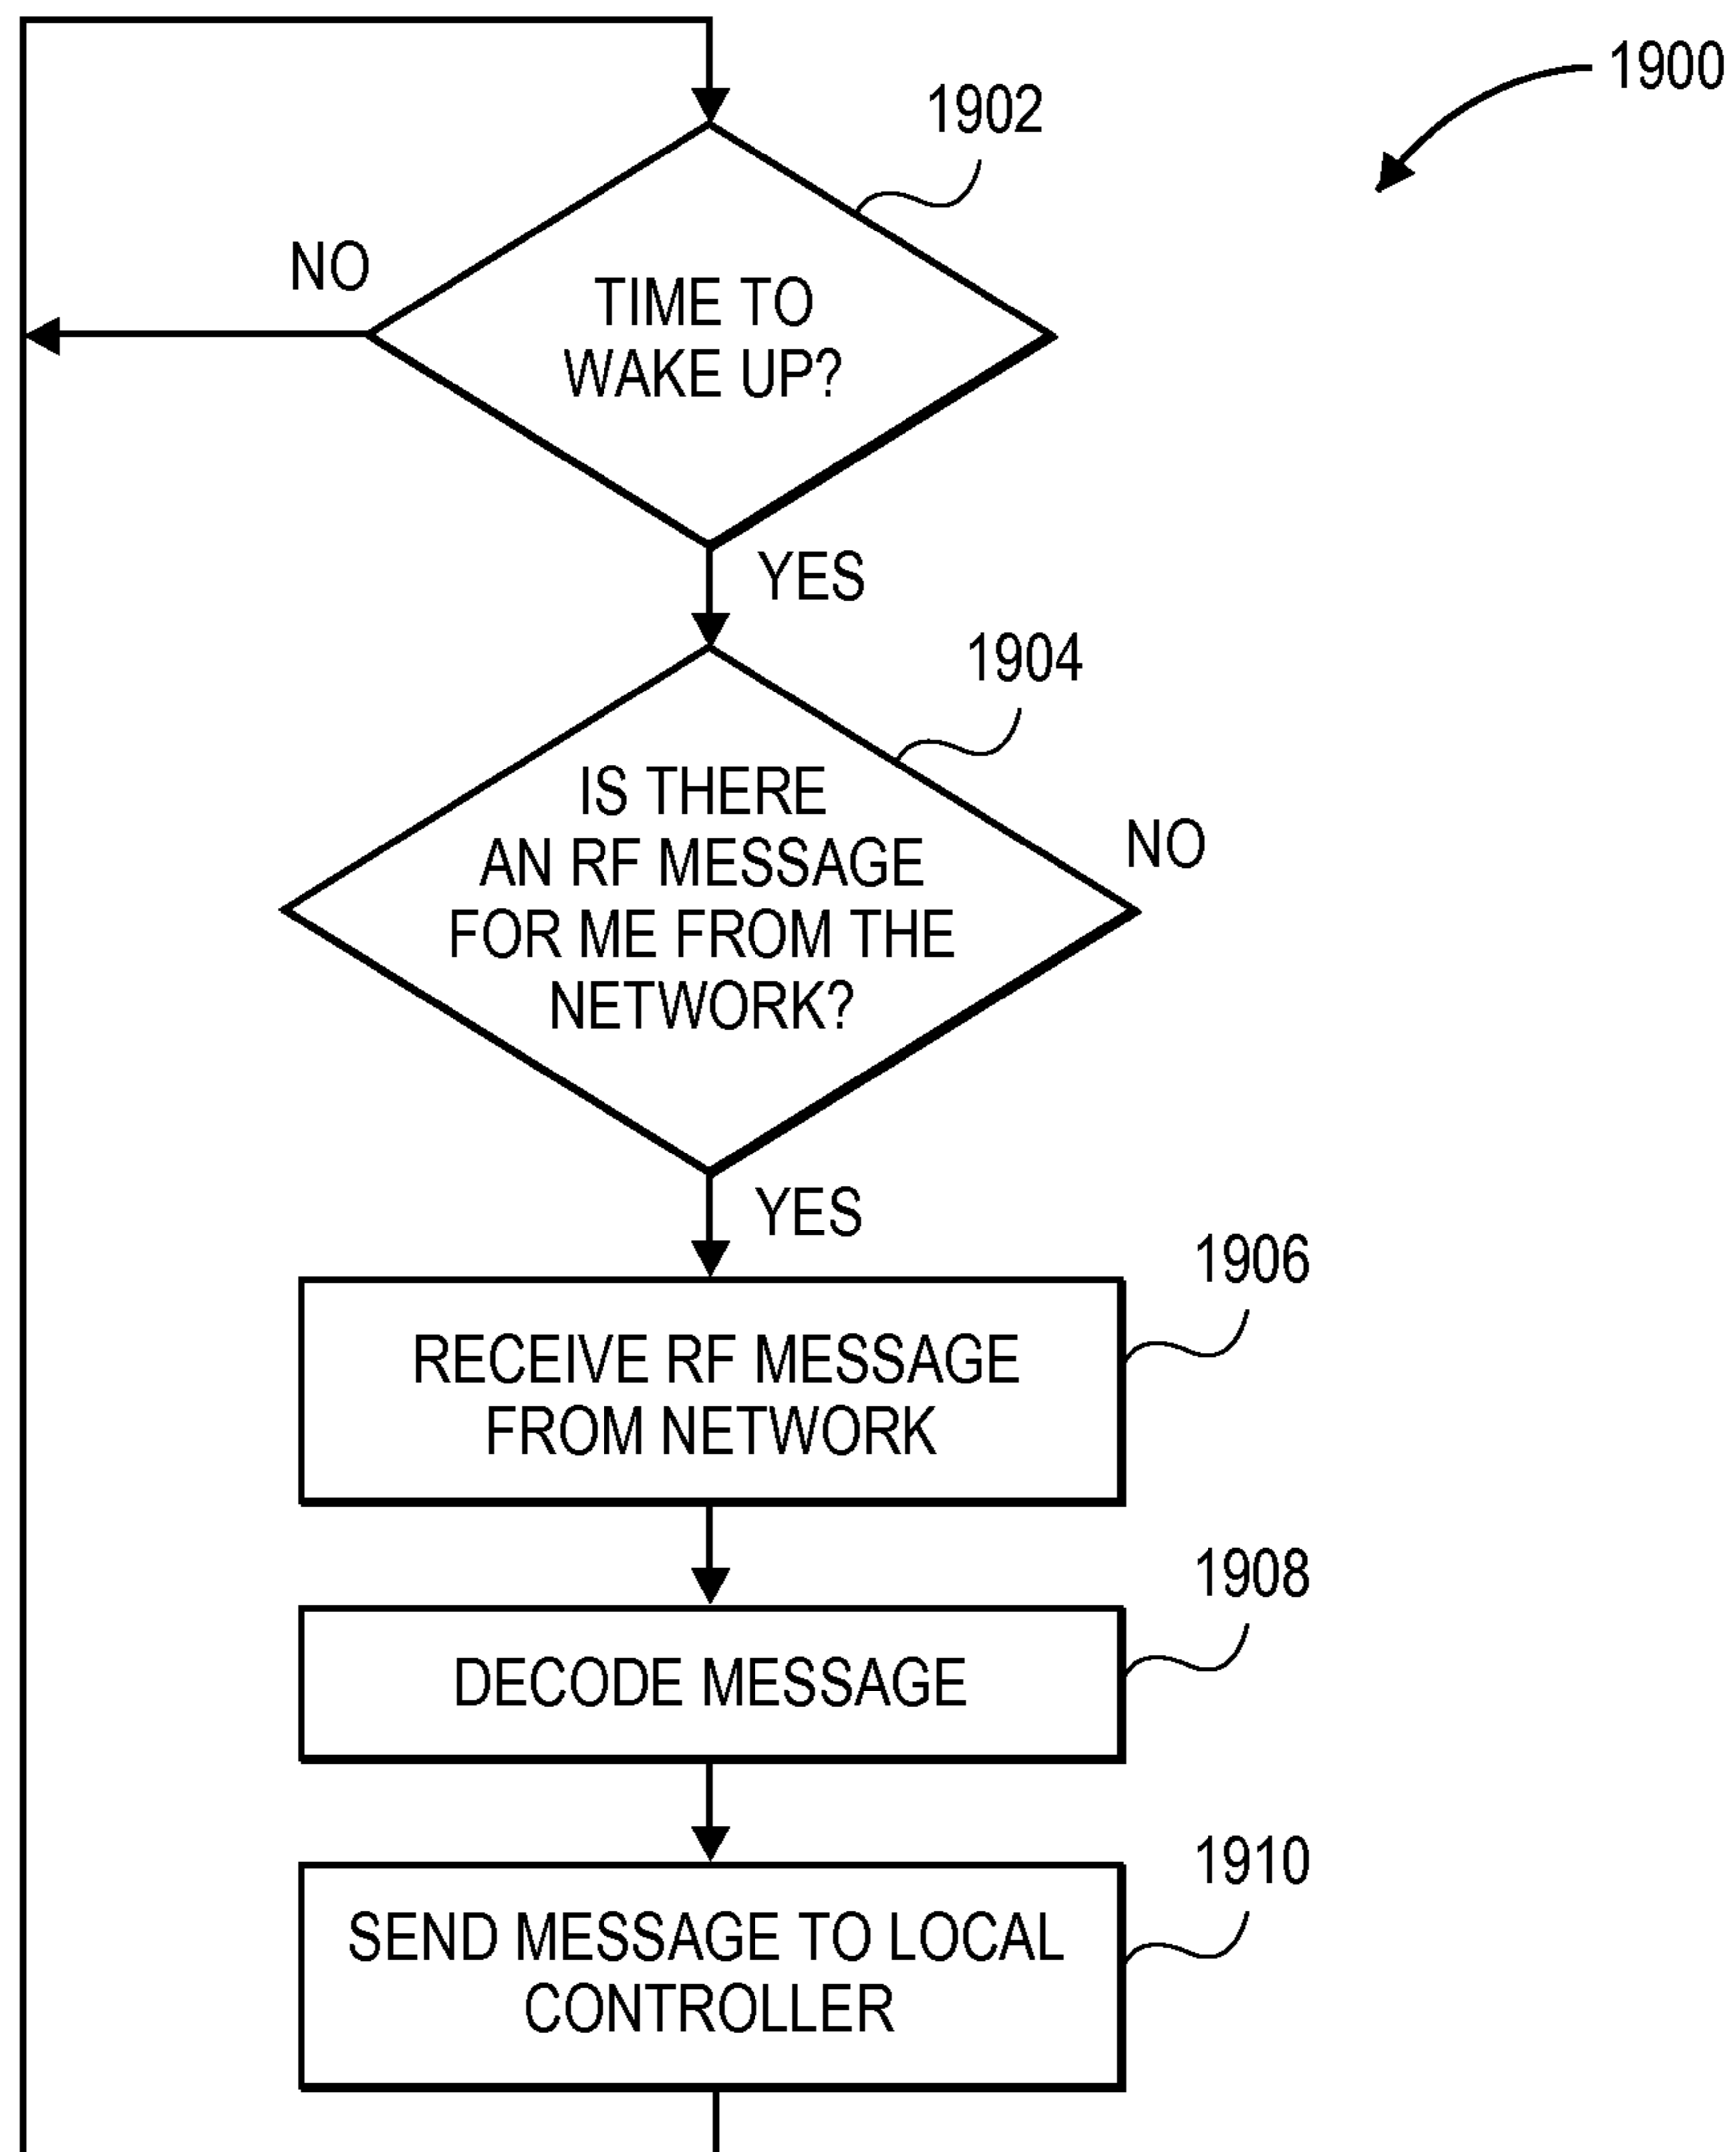 1900
1902
NO
TIME TO
WAKE UP?
YES
1904
IS THERE
AN RF MESSAGE
FOR ME FROM THE
NETWORK?
NO
YES
1906
RECEIVE RF MESSAGE
FROM NETWORK
1908
DECODE MESSAGE
1910
SEND MESSAGE TO LOCAL
CONTROLLER